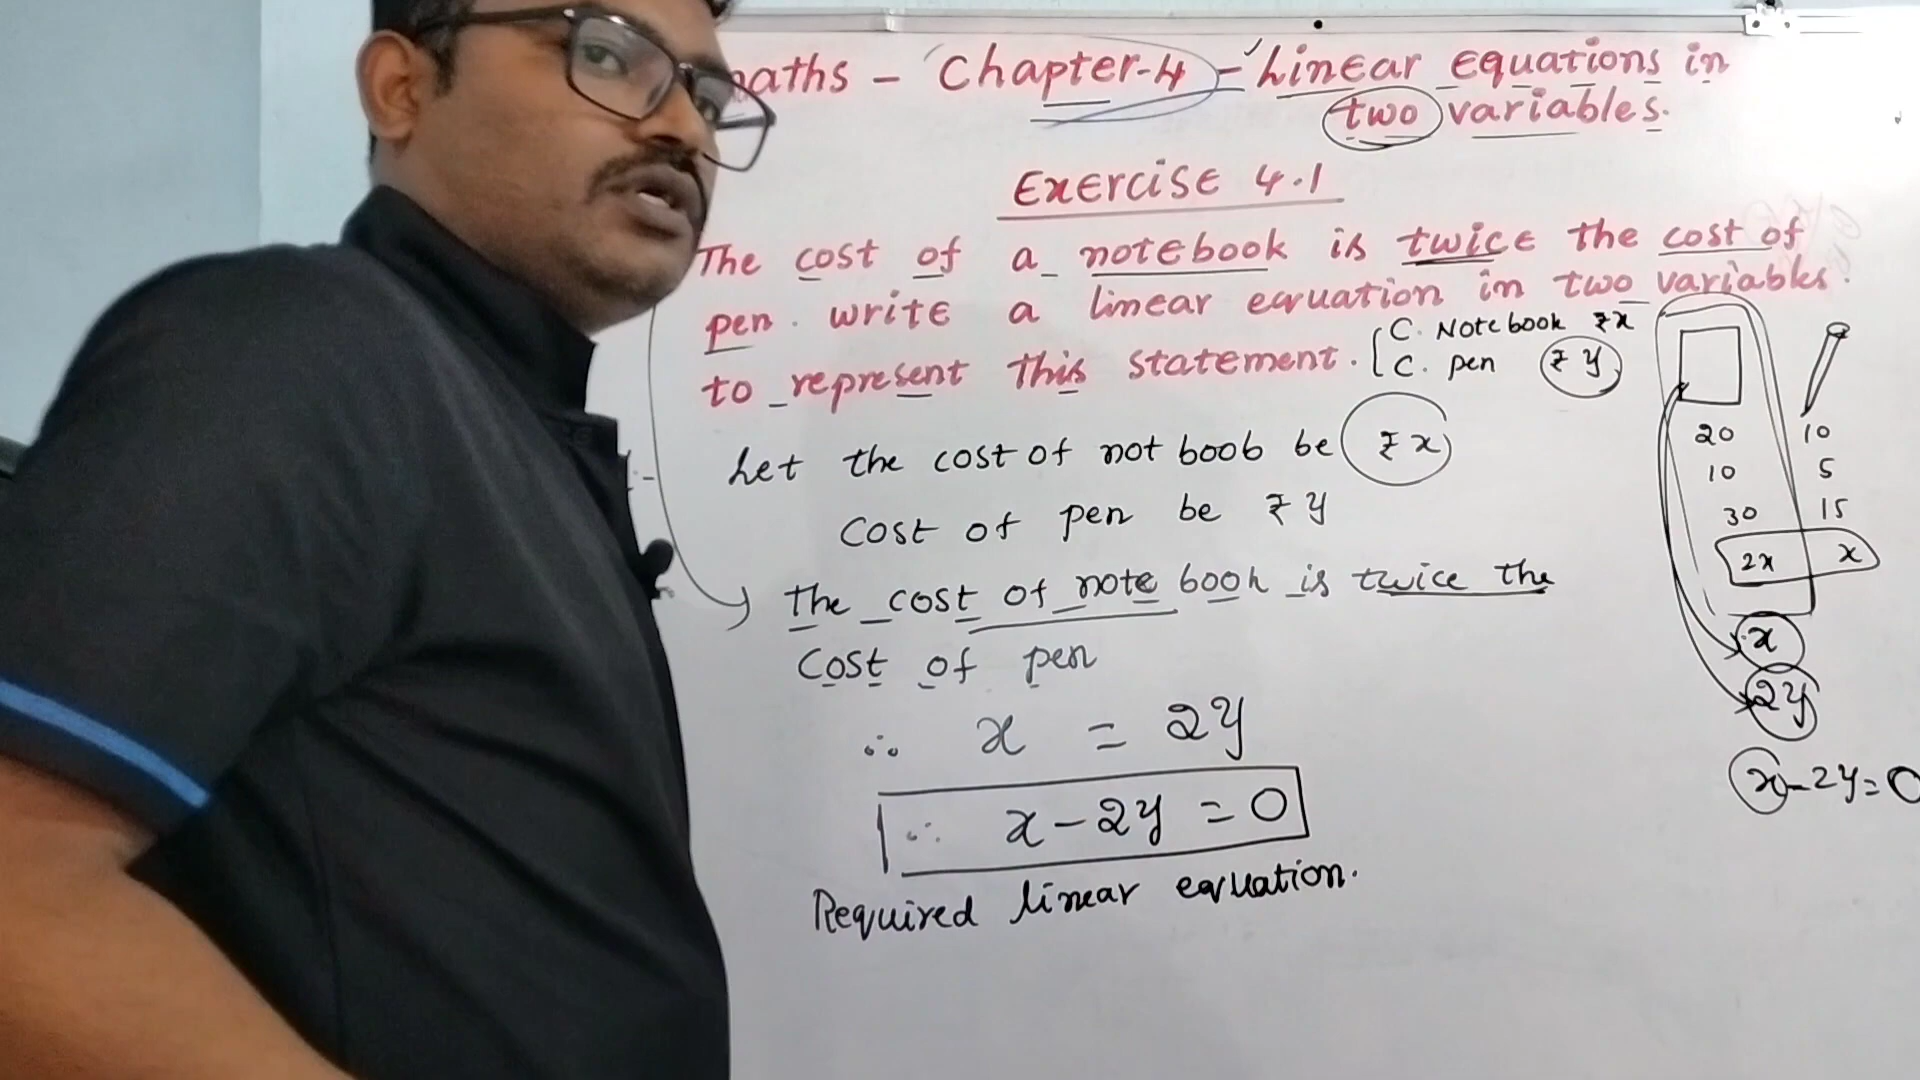 maths - Chapter-4 - Linear equations in
two variables.
Exercise 4.1
The cost of a notebook is twice the cost of
pen. write a linear equation in two variables.
to represent this statement.
C. Notebook ₹x
C. pen ₹ y
Let the cost of not boob be ₹ x
Cost of pen be ₹ y
the cost of note book is twice the
Cost of pen
∴ x = 2y
∴ x - 2y = 0
Required linear equation.
20 10
10 5
30 15
2x x
x
2y
x - 2y = 0